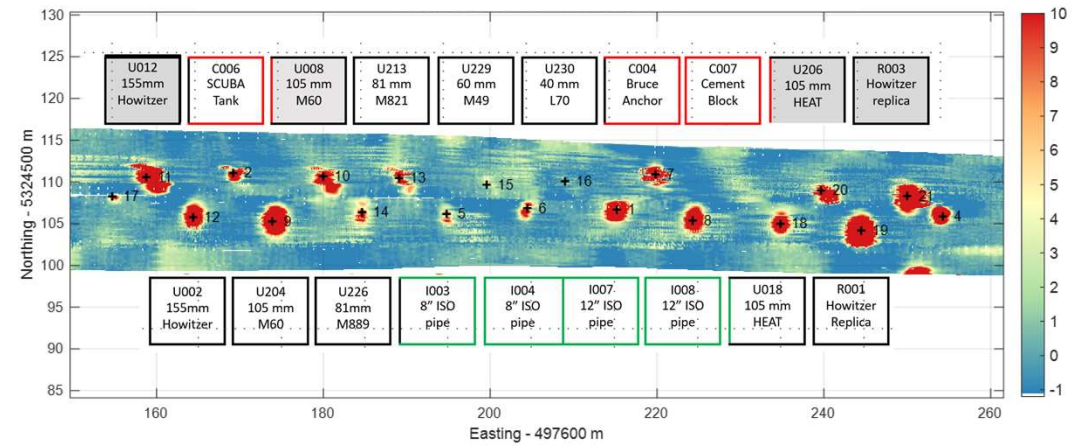 130
125
120
115
110
105
100
95
90
85
Northing - 5324500 m
U012
155mm
Howitzer
C006
SCUBA
Tank
U008
105 mm
M60
U213
81 mm
M821
U229
60 mm
M49
U230
40 mm
L70
C004
Bruce
Anchor
C007
Cement
Block
U206
105 mm
HEAT
R003
Howitzer
replica
11
2
10
13
15
16
7
20
21
17
12
9
14
5
6
1
8
18
19
4
U002
155mm
Howitzer
U204
105 mm
M60
U226
81mm
M889
I003
8” ISO
pipe
I004
8” ISO
pipe
I007
12” ISO
pipe
I008
12” ISO
pipe
U018
105 mm
HEAT
R001
Howitzer
Replica
160
180
200
220
240
260
Easting - 497600 m
10
9
8
7
6
5
4
3
2
1
0
-1